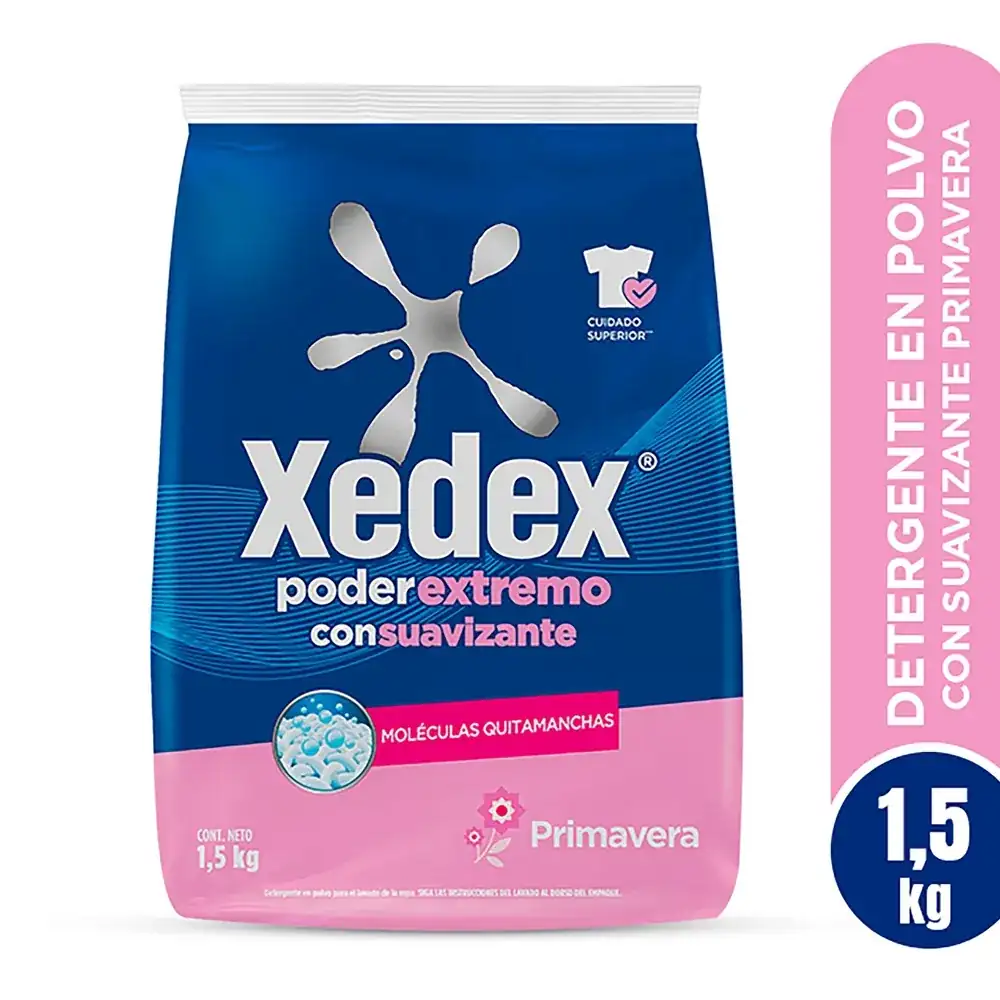 CUIDADO
SUPERIOR
Xedex®
poderextremo
consuavizante
MOLÉCULAS QUITAMANCHAS
Primavera
CONT. NETO
1,5 kg
Detergente en polvo para el lavado de la ropa. SIGA LAS INSTRUCCIONES DEL LAVADO AL DORSO DEL EMPAQUE.
DETERGENTE EN POLVO
CON SUAVIZANTE PRIMAVERA
1,5
kg